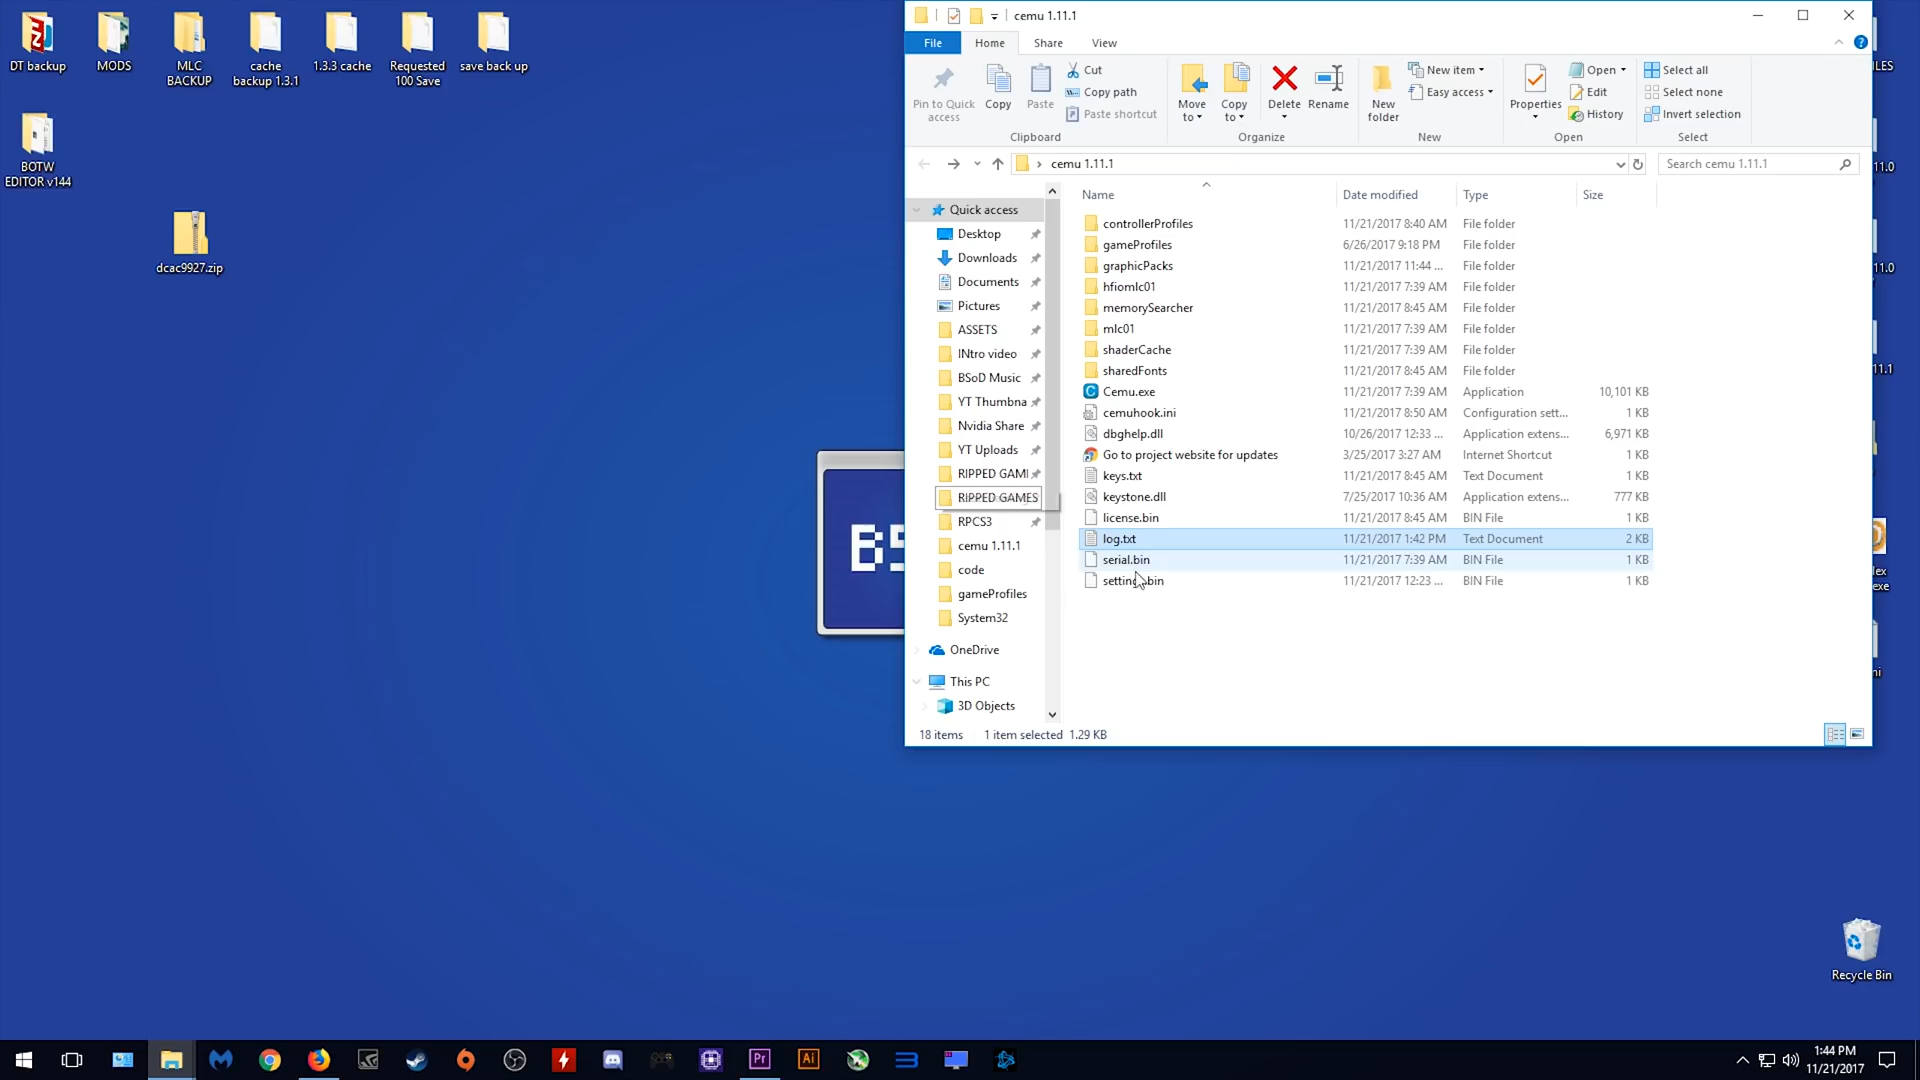 DT backup
MODS
MLC
BACKUP
cache
backup 1.3.1
1.3.3 cache
Requested
100 Save
save back up
BOTW
EDITOR v144
dcac9927.zip
BS
cemu 1.11.1
File
Home
Share
View
Pin to Quick
access
Copy
Paste
Cut
Copy path
Paste shortcut
Clipboard
Move
to
Copy
to
Delete
Rename
Organize
New
folder
New item
Easy access
New
Properties
Open
Edit
History
Open
Select all
Select none
Invert selection
Select
cemu 1.11.1
Search cemu 1.11.1
Name
Date modified
Type
Size
Quick access
Desktop
Downloads
Documents
Pictures
ASSETS
INtro video
BSoD Music
YT Thumbna
Nvidia Share
YT Uploads
RIPPED GAMI
RIPPED GAMES
RPCS3
cemu 1.11.1
code
gameProfiles
System32
OneDrive
This PC
3D Objects
controllerProfiles 11/21/2017 8:40 AM File folder
gameProfiles 6/26/2017 9:18 PM File folder
graphicPacks 11/21/2017 11:44 ... File folder
hfiomlc01 11/21/2017 7:39 AM File folder
memorySearcher 11/21/2017 8:45 AM File folder
mlc01 11/21/2017 7:39 AM File folder
shaderCache 11/21/2017 7:39 AM File folder
sharedFonts 11/21/2017 8:45 AM File folder
Cemu.exe 11/21/2017 7:39 AM Application 10,101 KB
cemuhook.ini 11/21/2017 8:50 AM Configuration sett... 1 KB
dbghelp.dll 10/26/2017 12:33 ... Application extens... 6,971 KB
Go to project website for updates 3/25/2017 3:27 AM Internet Shortcut 1 KB
keys.txt 11/21/2017 8:45 AM Text Document 1 KB
keystone.dll 7/25/2017 10:36 AM Application extens... 777 KB
license.bin 11/21/2017 8:45 AM BIN File 1 KB
log.txt 11/21/2017 1:42 PM Text Document 2 KB
serial.bin 11/21/2017 7:39 AM BIN File 1 KB
settings.bin 11/21/2017 12:23 ... BIN File 1 KB
18 items 1 item selected 1.29 KB
LES
11.0
11.0
11.1
lex
exe
ni
Recycle Bin
Pr
Ai
1:44 PM
11/21/2017